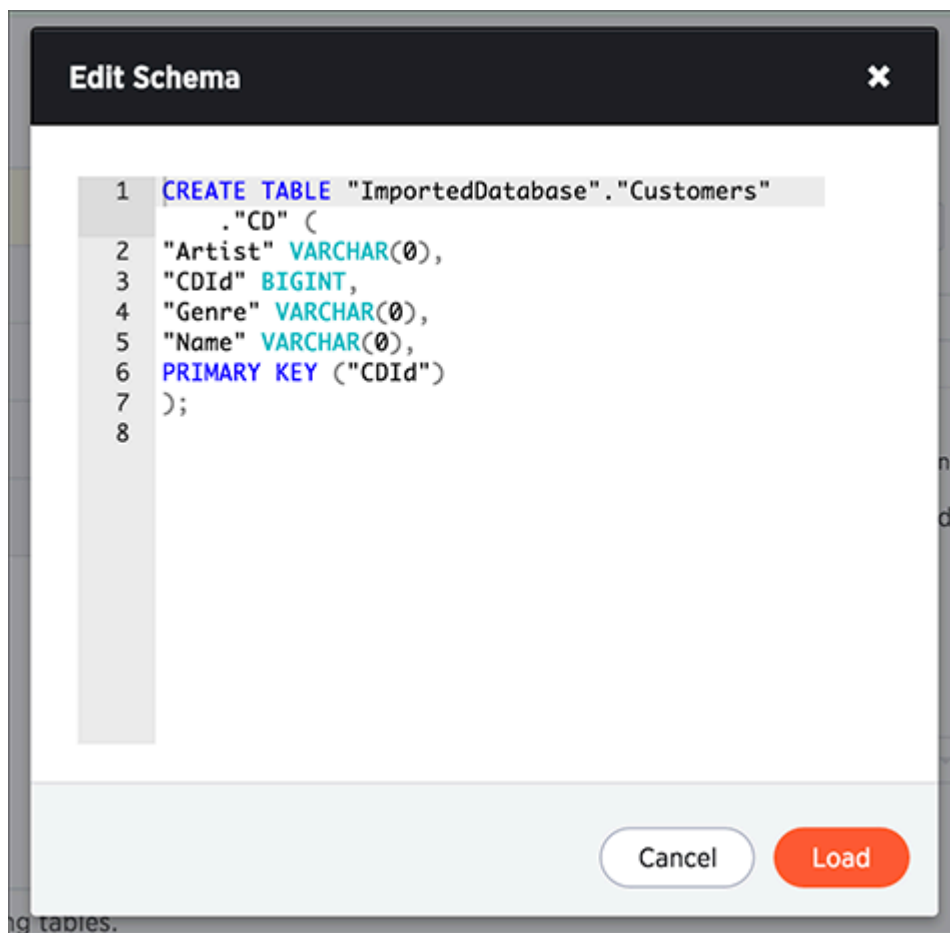 Edit Schema
1 CREATE TABLE "ImportedDatabase"."Customers"
."CD" (
2 "Artist" VARCHAR(0),
3 "CDId" BIGINT,
4 "Genre" VARCHAR(0),
5 "Name" VARCHAR(0),
6 PRIMARY KEY ("CDId")
7 );
8
n
d
Cancel Load
ng tables.